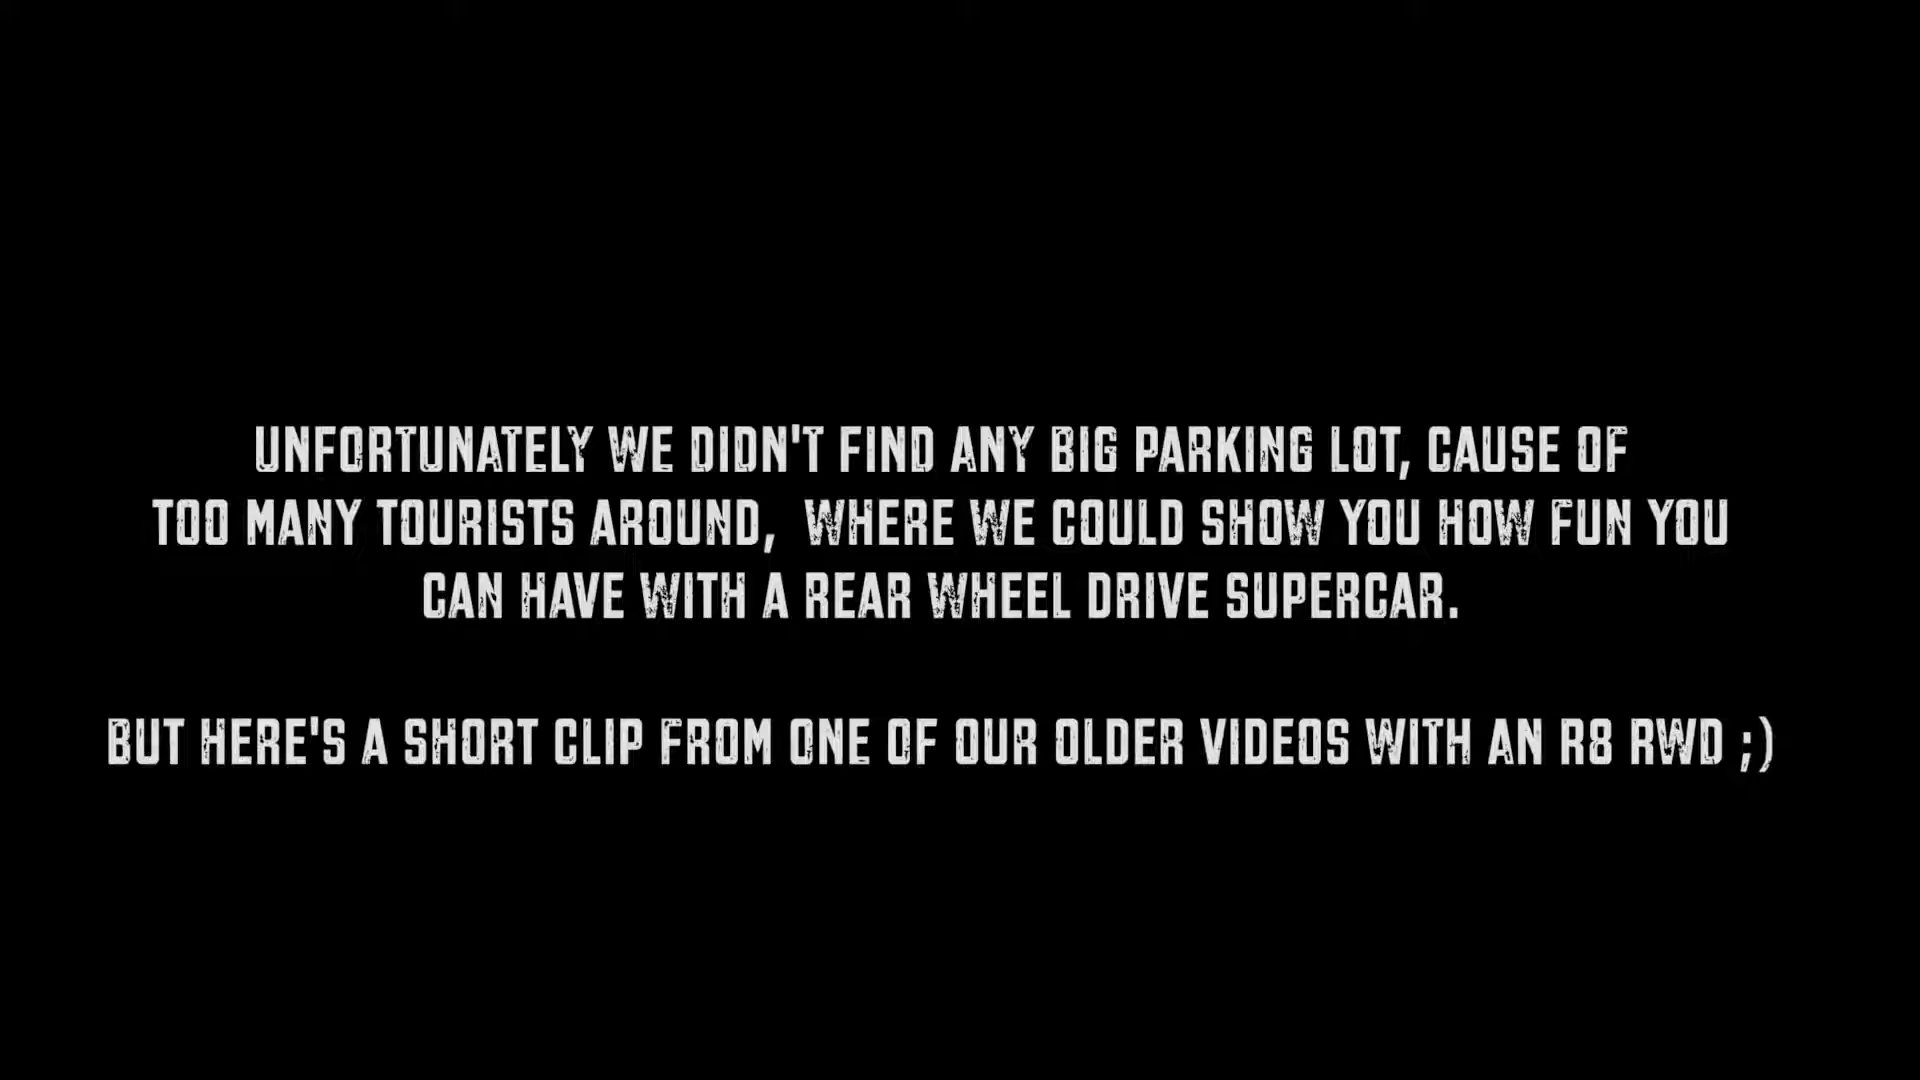 UNFORTUNATELY WE DIDN'T FIND ANY BIG PARKING LOT, CAUSE OF
TOO MANY TOURISTS AROUND, WHERE WE COULD SHOW YOU HOW FUN YOU
CAN HAVE WITH A REAR WHEEL DRIVE SUPERCAR.
BUT HERE'S A SHORT CLIP FROM ONE OF OUR OLDER VIDEOS WITH AN R8 RWD ;)